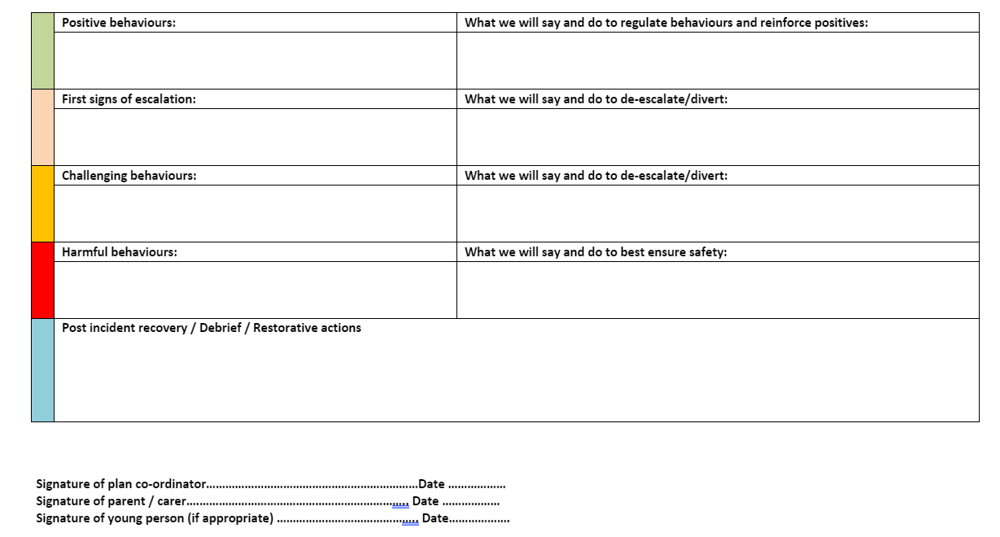 Positive behaviours:
What we will say and do to regulate behaviours and reinforce positives:
First signs of escalation:
What we will say and do to de-escalate/divert:
Challenging behaviours:
What we will say and do to de-escalate/divert:
Harmful behaviours:
What we will say and do to best ensure safety:
Post incident recovery / Debrief / Restorative actions
Signature of plan co-ordinator..................................................................Date ..................
Signature of parent / carer..................................................................... Date ..................
Signature of young person (if appropriate) ............................................ Date...................